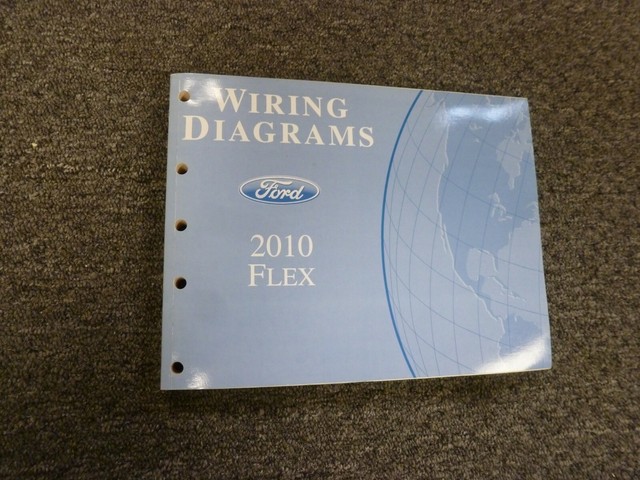 WIRING
DIAGRAMS
Ford
2010
FLEX